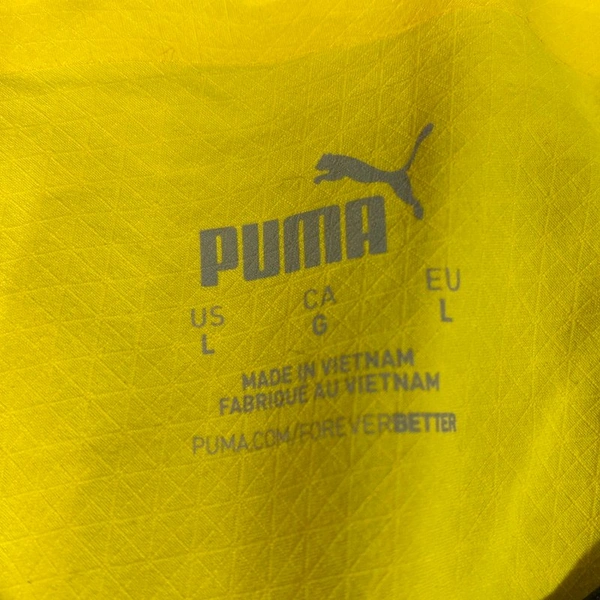 PUMA
US CA EU
L G L
MADE IN VIETNAM
FABRIQUÉ AU VIETNAM
PUMA.COM/FOREVERBETTER